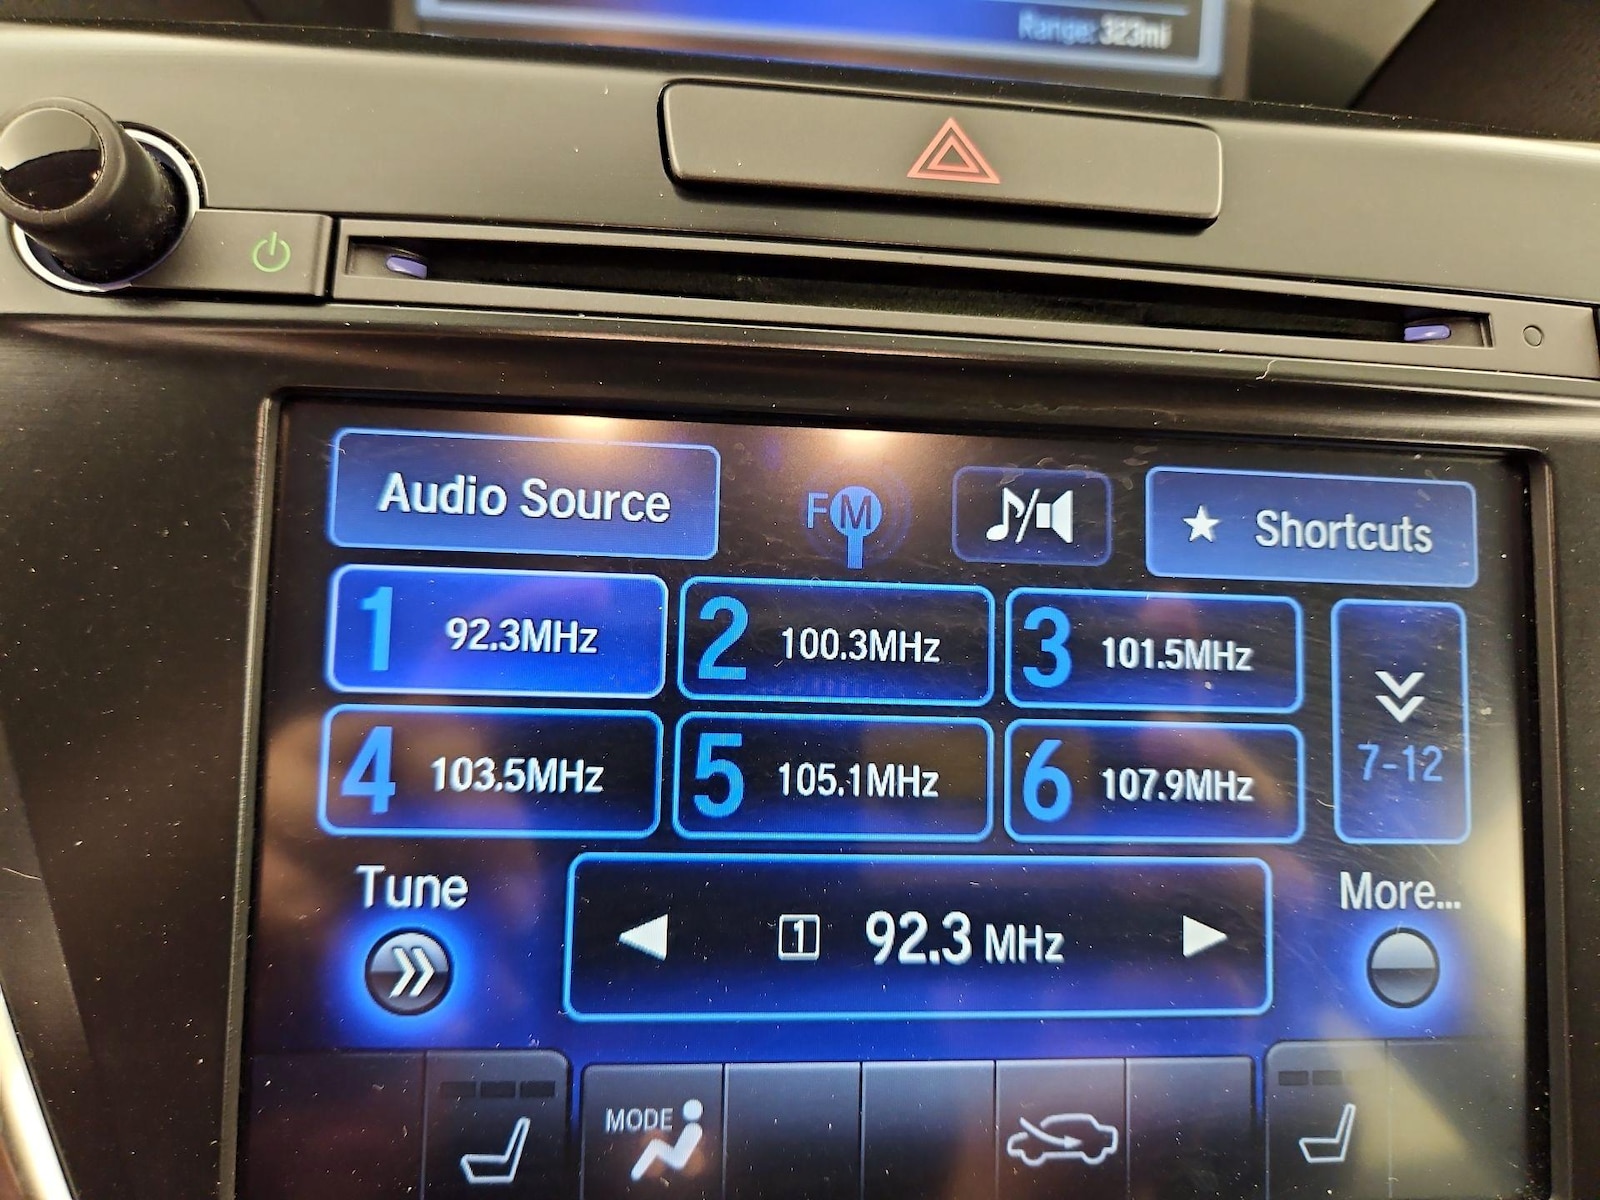 Range: 323mi
Audio Source
FM
Shortcuts
1 92.3MHz
2 100.3MHz
3 101.5MHz
4 103.5MHz
5 105.1MHz
6 107.9MHz
7-12
Tune
1 92.3 MHz
More...
MODE